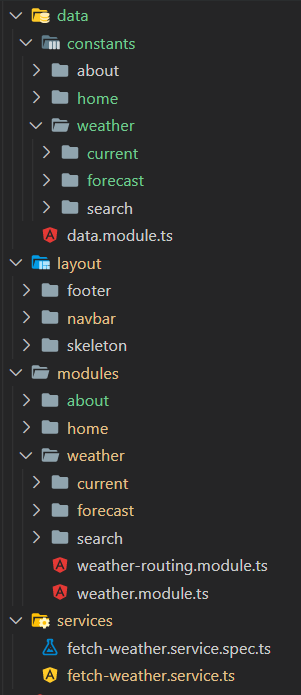 data
constants
about
home
weather
current
forecast
search
data.module.ts
layout
footer
navbar
skeleton
modules
about
home
weather
current
forecast
search
weather-routing.module.ts
weather.module.ts
services
fetch-weather.service.spec.ts
fetch-weather.service.ts